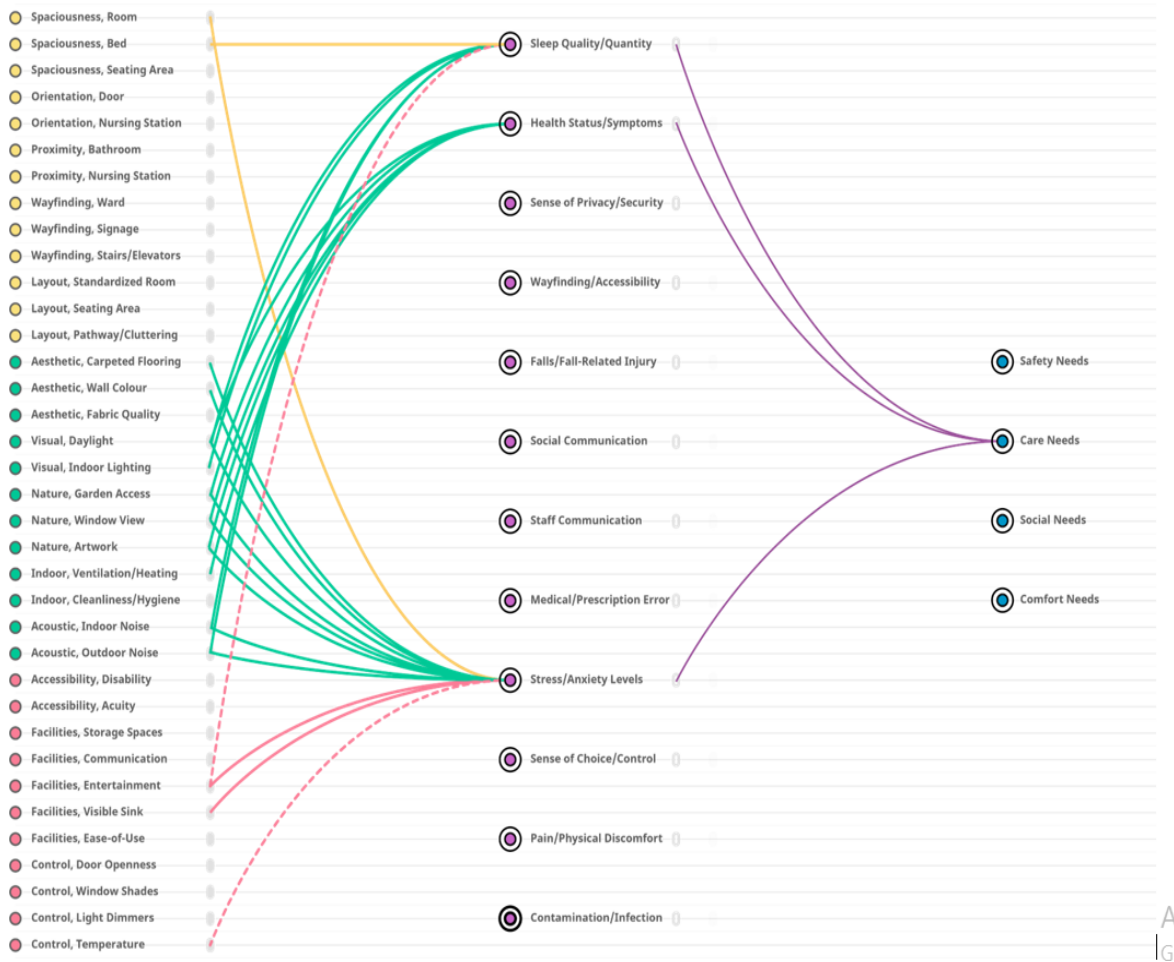 Spaciousness, Room
Spaciousness, Bed
Spaciousness, Seating Area
Orientation, Door
Orientation, Nursing Station
Proximity, Bathroom
Proximity, Nursing Station
Wayfinding, Ward
Wayfinding, Signage
Wayfinding, Stairs/Elevators
Layout, Standardized Room
Layout, Seating Area
Layout, Pathway/Cluttering
Aesthetic, Carpeted Flooring
Aesthetic, Wall Colour
Aesthetic, Fabric Quality
Visual, Daylight
Visual, Indoor Lighting
Nature, Garden Access
Nature, Window View
Nature, Artwork
Indoor, Ventilation/Heating
Indoor, Cleanliness/Hygiene
Acoustic, Indoor Noise
Acoustic, Outdoor Noise
Accessibility, Disability
Accessibility, Acuity
Facilities, Storage Spaces
Facilities, Communication
Facilities, Entertainment
Facilities, Visible Sink
Facilities, Ease-of-Use
Control, Door Openness
Control, Window Shades
Control, Light Dimmers
Control, Temperature
Sleep Quality/Quantity
Health Status/Symptoms
Sense of Privacy/Security
Wayfinding/Accessibility
Falls/Fall-Related Injury
Social Communication
Staff Communication
Medical/Prescription Error
Stress/Anxiety Levels
Sense of Choice/Control
Pain/Physical Discomfort
Contamination/Infection
Safety Needs
Care Needs
Social Needs
Comfort Needs